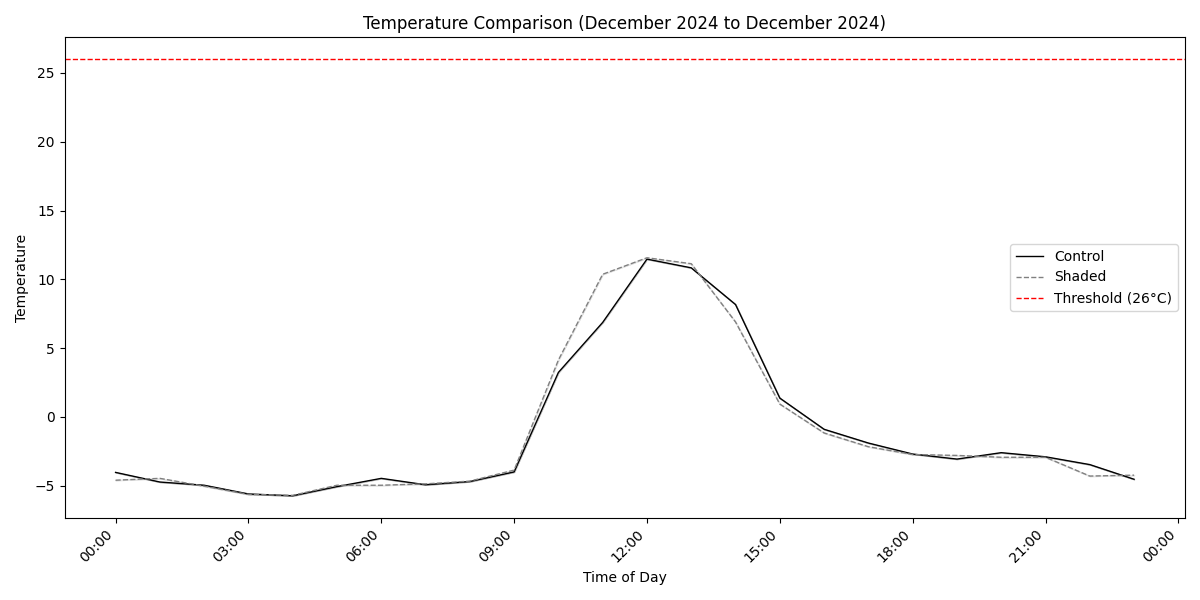 Temperature Comparison (December 2024 to December 2024)
25
20
15
10
5
0
−5
Temperature
Control
Shaded
Threshold (26°C)
00:00
03:00
06:00
09:00
12:00
15:00
18:00
21:00
00:00
Time of Day